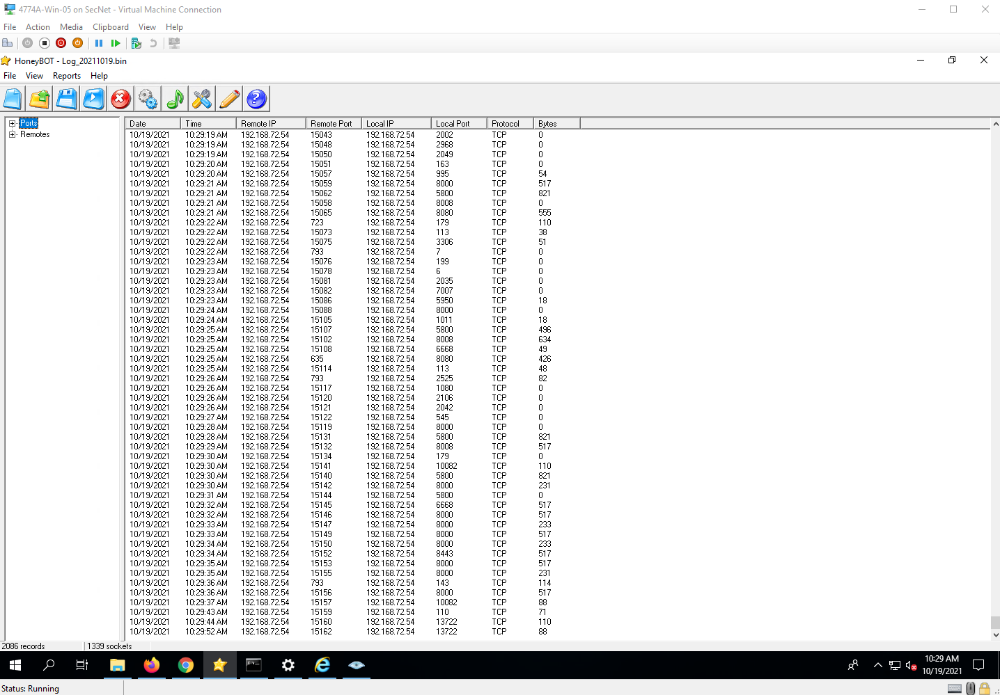 4774A-Win-05 on SecNet - Virtual Machine Connection
File Action Media Clipboard View Help
HoneyBOT - Log_20211019.bin
File View Reports Help
Ports
Remotes
Date Time Remote IP Remote Port Local IP Local Port Protocol Bytes
10/19/2021 10:29:19 AM 192.168.72.54 15043 192.168.72.54 2002 TCP 0
10/19/2021 10:29:19 AM 192.168.72.54 15048 192.168.72.54 2968 TCP 0
10/19/2021 10:29:19 AM 192.168.72.54 15050 192.168.72.54 2049 TCP 0
10/19/2021 10:29:20 AM 192.168.72.54 15051 192.168.72.54 163 TCP 0
10/19/2021 10:29:20 AM 192.168.72.54 15057 192.168.72.54 995 TCP 54
10/19/2021 10:29:21 AM 192.168.72.54 15059 192.168.72.54 8000 TCP 517
10/19/2021 10:29:21 AM 192.168.72.54 15062 192.168.72.54 5800 TCP 821
10/19/2021 10:29:21 AM 192.168.72.54 15058 192.168.72.54 8008 TCP 0
10/19/2021 10:29:21 AM 192.168.72.54 15065 192.168.72.54 8080 TCP 555
10/19/2021 10:29:22 AM 192.168.72.54 723 192.168.72.54 179 TCP 110
10/19/2021 10:29:22 AM 192.168.72.54 15073 192.168.72.54 113 TCP 38
10/19/2021 10:29:22 AM 192.168.72.54 15075 192.168.72.54 3306 TCP 51
10/19/2021 10:29:22 AM 192.168.72.54 793 192.168.72.54 7 TCP 0
10/19/2021 10:29:23 AM 192.168.72.54 15076 192.168.72.54 199 TCP 0
10/19/2021 10:29:23 AM 192.168.72.54 15078 192.168.72.54 6 TCP 0
10/19/2021 10:29:23 AM 192.168.72.54 15081 192.168.72.54 2035 TCP 0
10/19/2021 10:29:23 AM 192.168.72.54 15082 192.168.72.54 7007 TCP 0
10/19/2021 10:29:23 AM 192.168.72.54 15086 192.168.72.54 5950 TCP 18
10/19/2021 10:29:24 AM 192.168.72.54 15088 192.168.72.54 8000 TCP 0
10/19/2021 10:29:24 AM 192.168.72.54 15105 192.168.72.54 1011 TCP 18
10/19/2021 10:29:25 AM 192.168.72.54 15107 192.168.72.54 5800 TCP 496
10/19/2021 10:29:25 AM 192.168.72.54 15102 192.168.72.54 8008 TCP 634
10/19/2021 10:29:25 AM 192.168.72.54 15108 192.168.72.54 6668 TCP 49
10/19/2021 10:29:25 AM 192.168.72.54 635 192.168.72.54 8080 TCP 426
10/19/2021 10:29:25 AM 192.168.72.54 15114 192.168.72.54 113 TCP 48
10/19/2021 10:29:26 AM 192.168.72.54 793 192.168.72.54 2525 TCP 82
10/19/2021 10:29:26 AM 192.168.72.54 15117 192.168.72.54 1080 TCP 0
10/19/2021 10:29:26 AM 192.168.72.54 15120 192.168.72.54 2106 TCP 0
10/19/2021 10:29:26 AM 192.168.72.54 15121 192.168.72.54 2042 TCP 0
10/19/2021 10:29:27 AM 192.168.72.54 15122 192.168.72.54 545 TCP 0
10/19/2021 10:29:28 AM 192.168.72.54 15119 192.168.72.54 8000 TCP 0
10/19/2021 10:29:28 AM 192.168.72.54 15131 192.168.72.54 5800 TCP 821
10/19/2021 10:29:29 AM 192.168.72.54 15132 192.168.72.54 8008 TCP 517
10/19/2021 10:29:30 AM 192.168.72.54 15134 192.168.72.54 179 TCP 0
10/19/2021 10:29:30 AM 192.168.72.54 15141 192.168.72.54 10082 TCP 110
10/19/2021 10:29:30 AM 192.168.72.54 15140 192.168.72.54 5800 TCP 821
10/19/2021 10:29:30 AM 192.168.72.54 15142 192.168.72.54 8000 TCP 231
10/19/2021 10:29:31 AM 192.168.72.54 15144 192.168.72.54 5800 TCP 0
10/19/2021 10:29:32 AM 192.168.72.54 15145 192.168.72.54 6668 TCP 517
10/19/2021 10:29:32 AM 192.168.72.54 15146 192.168.72.54 8000 TCP 517
10/19/2021 10:29:33 AM 192.168.72.54 15147 192.168.72.54 8000 TCP 233
10/19/2021 10:29:33 AM 192.168.72.54 15149 192.168.72.54 8000 TCP 517
10/19/2021 10:29:34 AM 192.168.72.54 15150 192.168.72.54 8000 TCP 233
10/19/2021 10:29:34 AM 192.168.72.54 15152 192.168.72.54 8443 TCP 517
10/19/2021 10:29:35 AM 192.168.72.54 15153 192.168.72.54 8000 TCP 517
10/19/2021 10:29:35 AM 192.168.72.54 15155 192.168.72.54 8000 TCP 231
10/19/2021 10:29:36 AM 192.168.72.54 793 192.168.72.54 143 TCP 114
10/19/2021 10:29:36 AM 192.168.72.54 15156 192.168.72.54 8000 TCP 517
10/19/2021 10:29:37 AM 192.168.72.54 15157 192.168.72.54 10082 TCP 88
10/19/2021 10:29:43 AM 192.168.72.54 15159 192.168.72.54 110 TCP 71
10/19/2021 10:29:44 AM 192.168.72.54 15160 192.168.72.54 13722 TCP 110
10/19/2021 10:29:52 AM 192.168.72.54 15162 192.168.72.54 13722 TCP 88
2086 records 1339 sockets
10:29 AM
10/19/2021
Status: Running